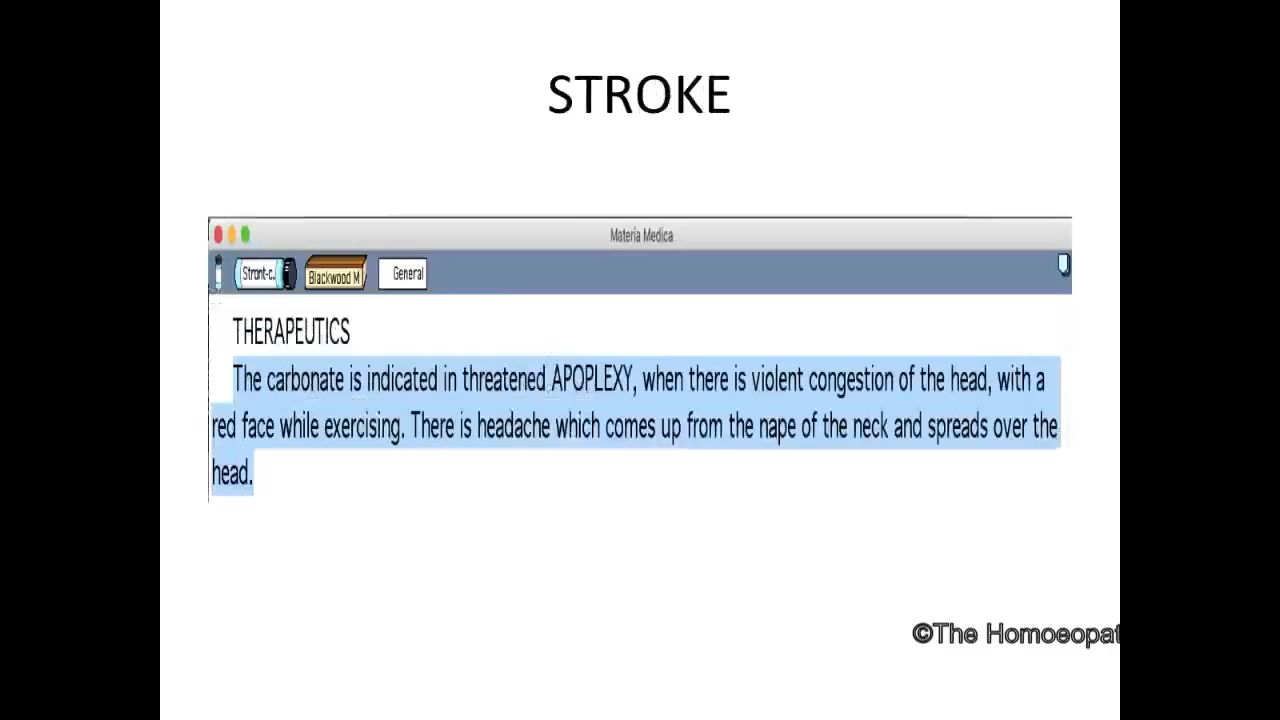 STROKE
Materia Medica
Stront-c. Blackwood M General
THERAPEUTICS
The carbonate is indicated in threatened APOPLEXY, when there is violent congestion of the head, with a
red face while exercising. There is headache which comes up from the nape of the neck and spreads over the
head.
©The Homoeopat